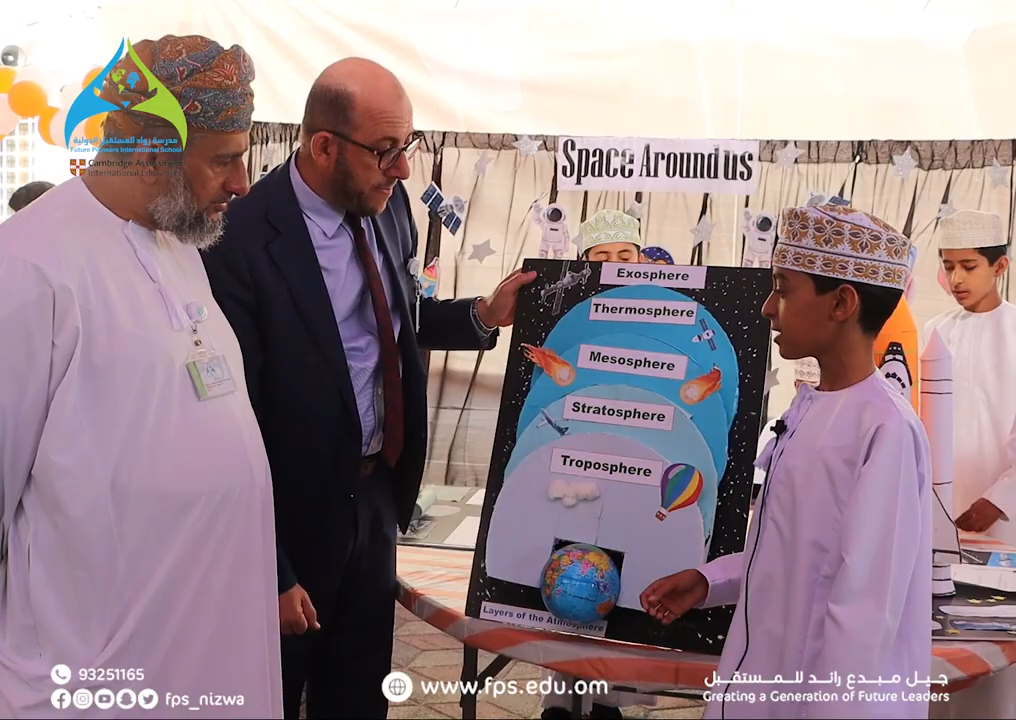 مدرسة رواد المستقبل الدولية
Future Pioneers International School
Cambridge Assessment
International Education
Space Around us
Exosphere
Thermosphere
Mesosphere
Stratosphere
Troposphere
Layers of the Atmosphere
93251165
fps_nizwa
www.fps.edu.om
جيل مبدع رائد للمستقبل
Greating a Generation of Future Leaders